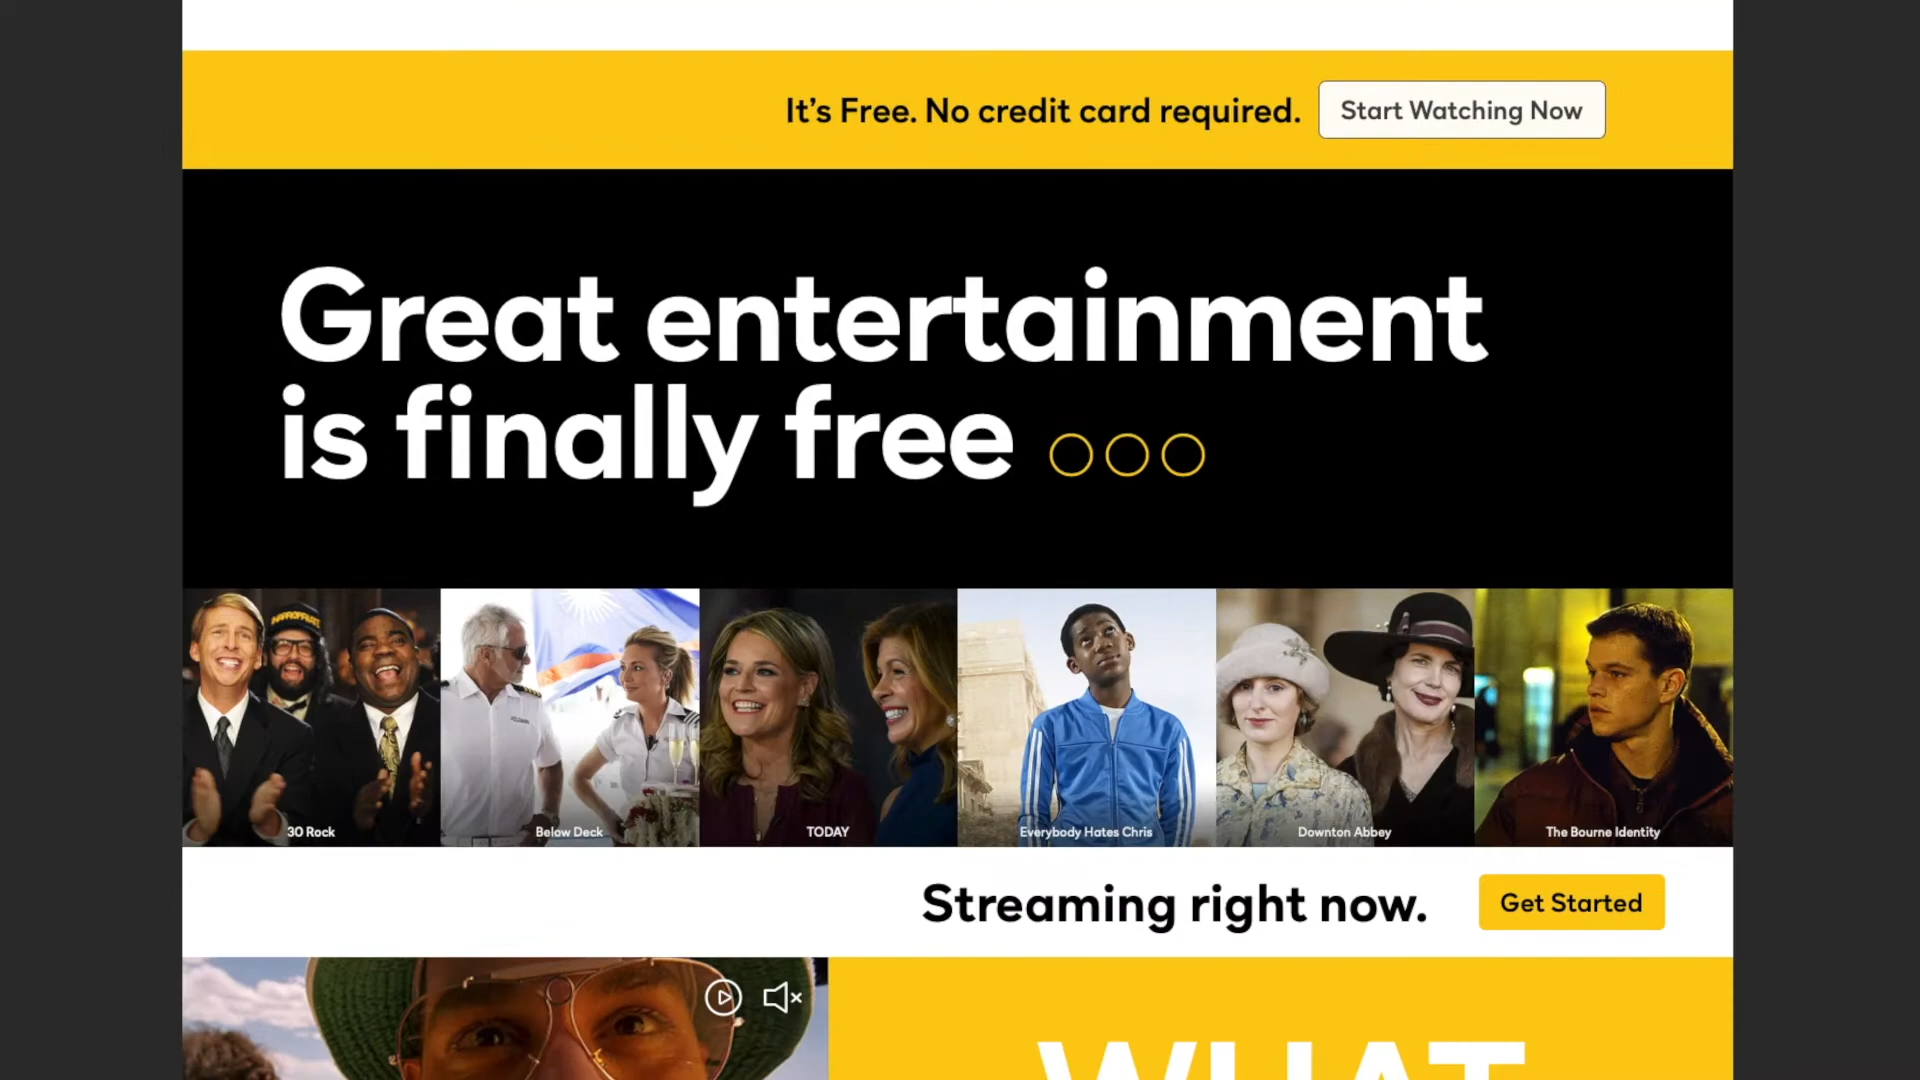 It's Free. No credit card required.
Start Watching Now
Great entertainment
is finally free
30 Rock
Below Deck
TODAY
Everybody Hates Chris
Downton Abbey
The Bourne Identity
Streaming right now.
Get Started
WHAT